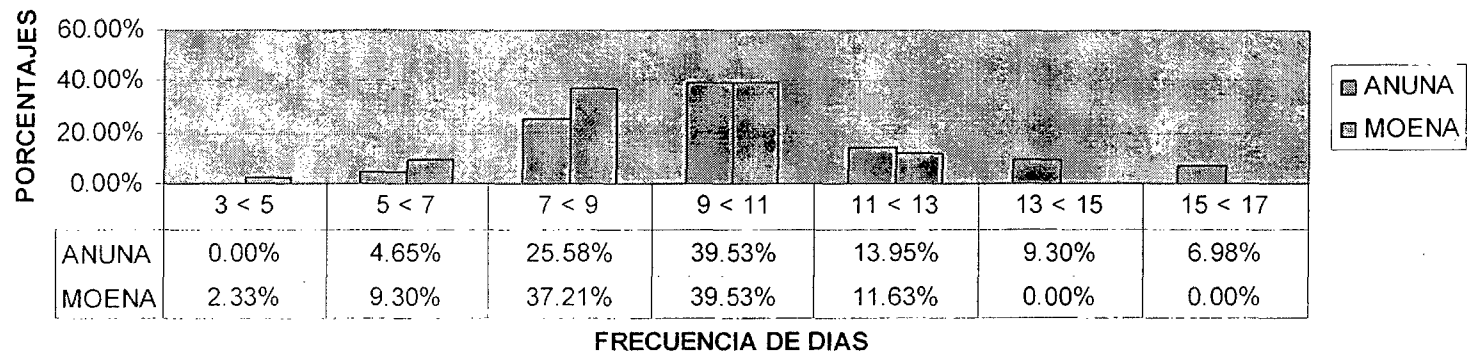 PORCENTAJES
60.00%
40.00%
20.00%
0.00%
ANUNA
MOENA
3 < 5 5 < 7 7 < 9 9 < 11 11 < 13 13 < 15 15 < 17
ANUNA 0.00% 4.65% 25.58% 39.53% 13.95% 9.30% 6.98%
MOENA 2.33% 9.30% 37.21% 39.53% 11.63% 0.00% 0.00%
FRECUENCIA DE DIAS